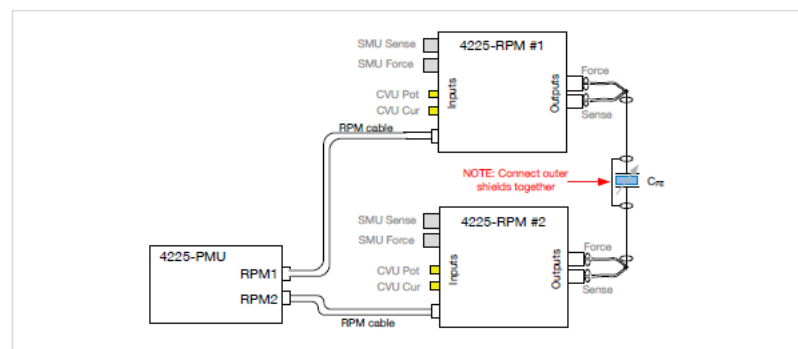 SMU Sense
SMU Force
CVU Pot
CVU Cur
RPM cable
Inputs
4225-RPM #1
Outputs
Force
Sense
NOTE: Connect outer
shields together
CFE
SMU Sense
SMU Force
CVU Pot
CVU Cur
Inputs
4225-RPM #2
Outputs
Force
Sense
4225-PMU
RPM1
RPM2
RPM cable